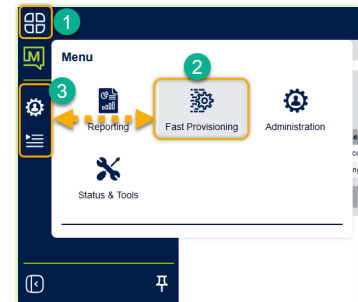 1
M
Menu
2
3
Reporting
Fast Provisioning
Administration
Status & Tools